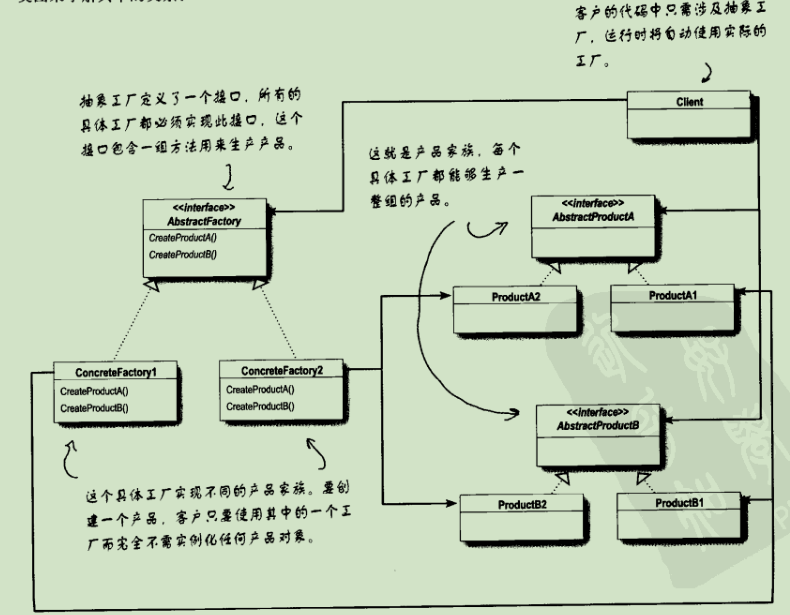 客户的代码中只需涉及抽象工
厂，运行时将自动使用实际的
工厂。
抽象工厂定义了一个接口，所有的
具体工厂都必须实现此接口，这个
接口包含一组方法用来生产产品。
Client
这就是产品家族，每个
具体工厂都能够生产一
整组的产品。
<<interface>>
AbstractFactory
CreateProductA()
CreateProductB()
<<interface>>
AbstractProductA
ProductA2
ProductA1
ConcreteFactory1
CreateProductA()
CreateProductB()
ConcreteFactory2
CreateProductA()
CreateProductB()
<<interface>>
AbstractProductB
ProductB2
ProductB1
这个具体工厂实现不同的产品家族。要创
建一个产品，客户只要使用其中的一个工
厂而完全不需实例化任何产品对象。